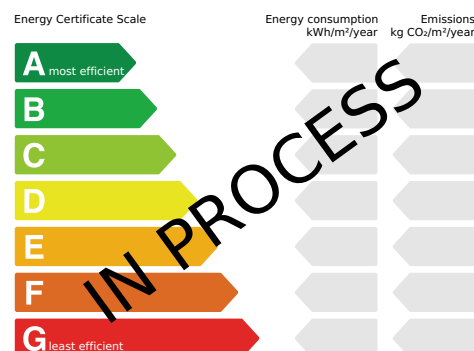 Energy Certificate Scale
Energy consumption
kWh/m²/year
Emissions
kg CO₂/m²/year
A most efficient
B
C
D
E
F
G least efficient
IN PROCESS